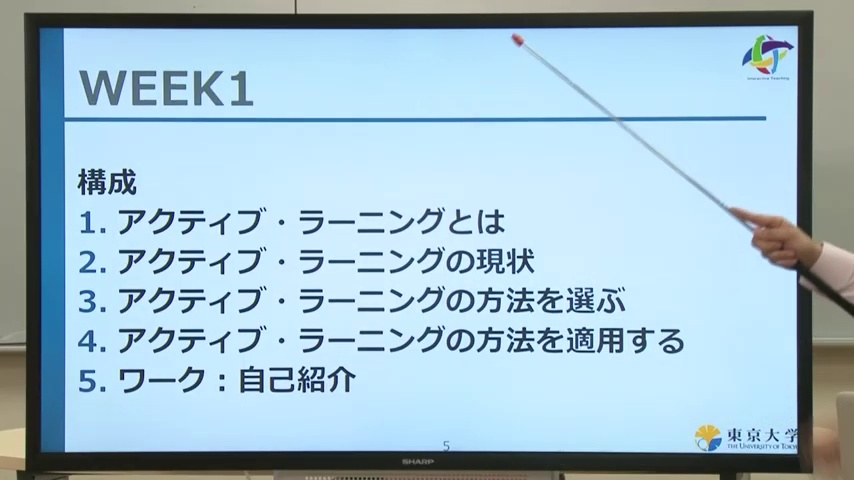 WEEK1
Interactive Teaching
構成
1. アクティブ・ラーニングとは
2. アクティブ・ラーニングの現状
3. アクティブ・ラーニングの方法を選ぶ
4. アクティブ・ラーニングの方法を適用する
5. ワーク：自己紹介
5
東京大学
THE UNIVERSITY OF TOKYO
SHARP